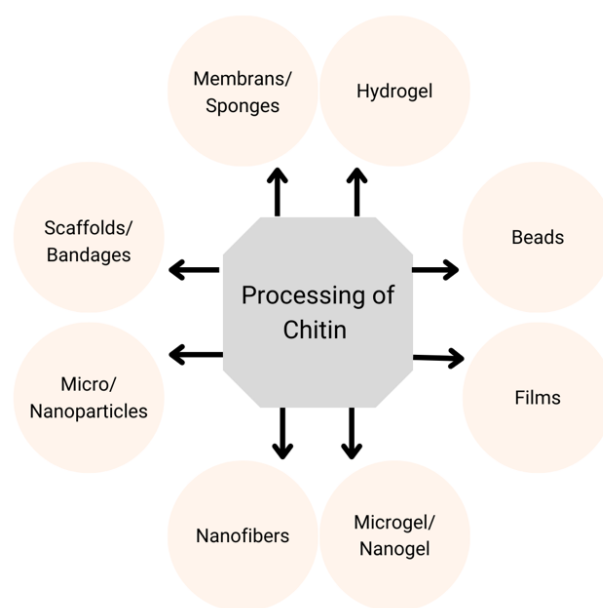 Membrans/
Sponges
Hydrogel
Scaffolds/
Bandages
Beads
Processing of
Chitin
Micro/
Nanoparticles
Films
Nanofibers
Microgel/
Nanogel